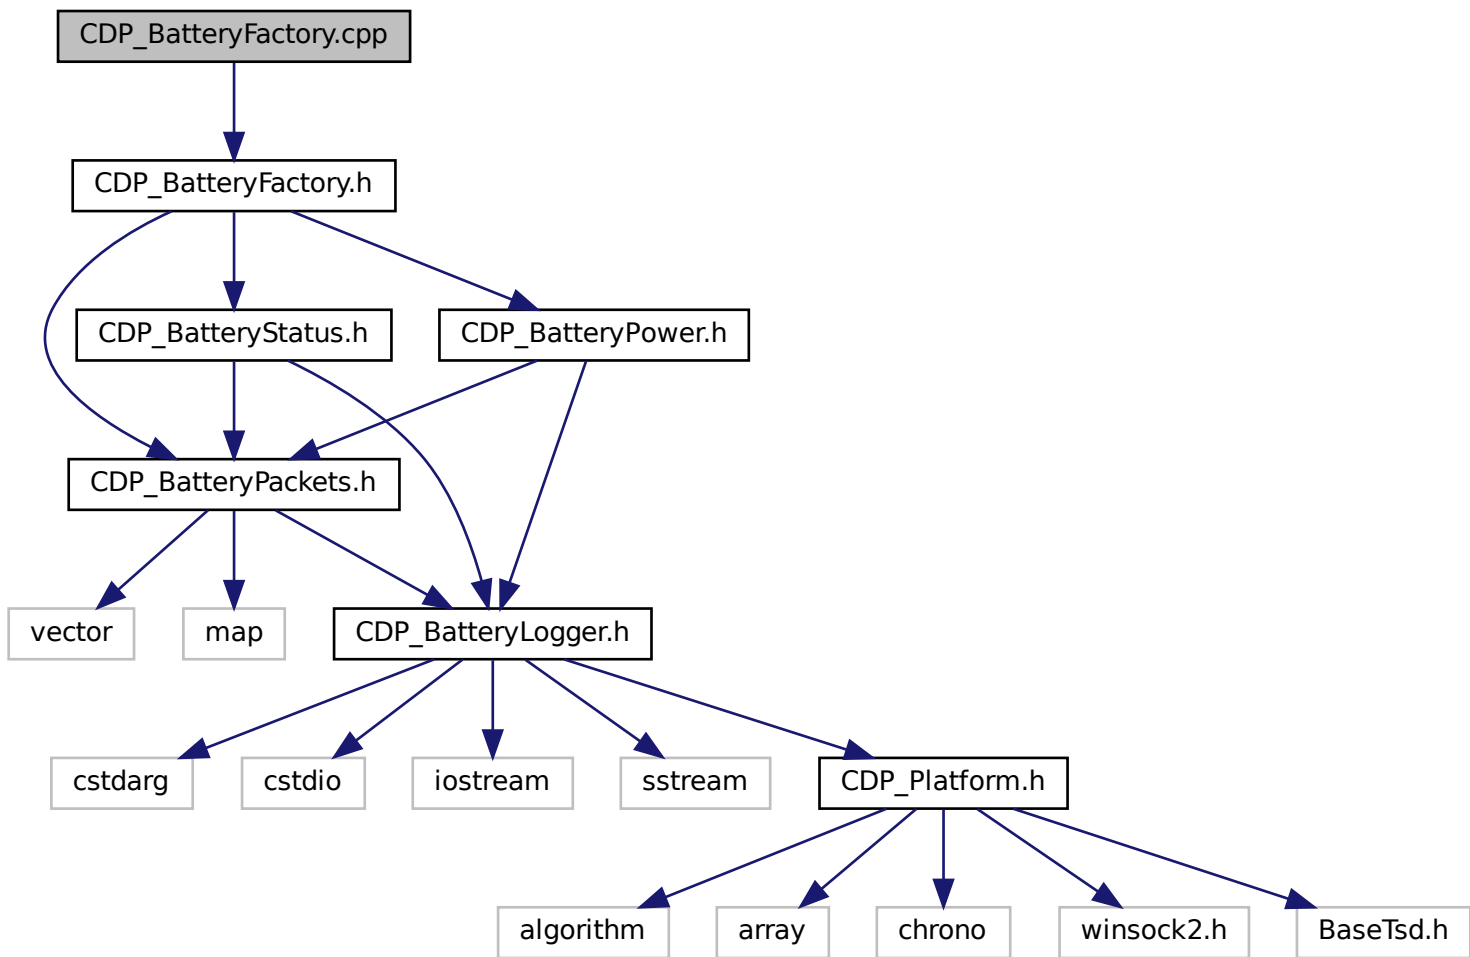 CDP_BatteryFactory.cpp
CDP_BatteryFactory.h
CDP_BatteryStatus.h
CDP_BatteryPower.h
CDP_BatteryPackets.h
vector
map
CDP_BatteryLogger.h
cstdarg
cstdio
iostream
sstream
CDP_Platform.h
algorithm
array
chrono
winsock2.h
BaseTsd.h